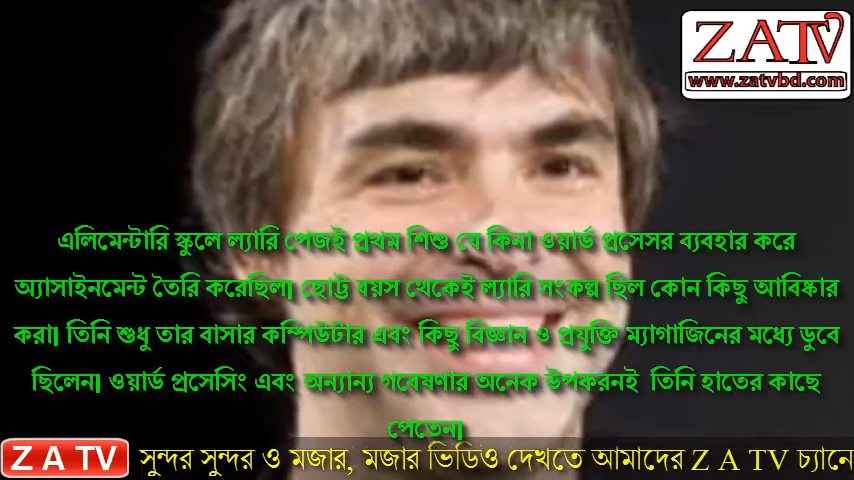 ZATV
www.zatvbd.com
এলিমেন্টারি স্কুলে ল্যারি পেজই প্রথম শিশু যে কিনা ওয়ার্ড প্রসেসর ব্যবহার করে
অ্যাসাইনমেন্ট তৈরি করেছিল। ছোট্ট বয়স থেকেই ল্যারি সংকল্প ছিল কোন কিছু আবিষ্কার
করা। তিনি শুধু তার বাসার কম্পিউটার এবং কিছু বিজ্ঞান ও প্রযুক্তি ম্যাগাজিনের মধ্যে ডুবে
ছিলেন। ওয়ার্ড প্রসেসিং এবং অন্যান্য গবেষণার অনেক উপকরনই তিনি হাতের কাছে
পেতেন।
Z A TV সুন্দর সুন্দর ও মজার, মজার ভিডিও দেখতে আমাদের Z A TV চ্যানে